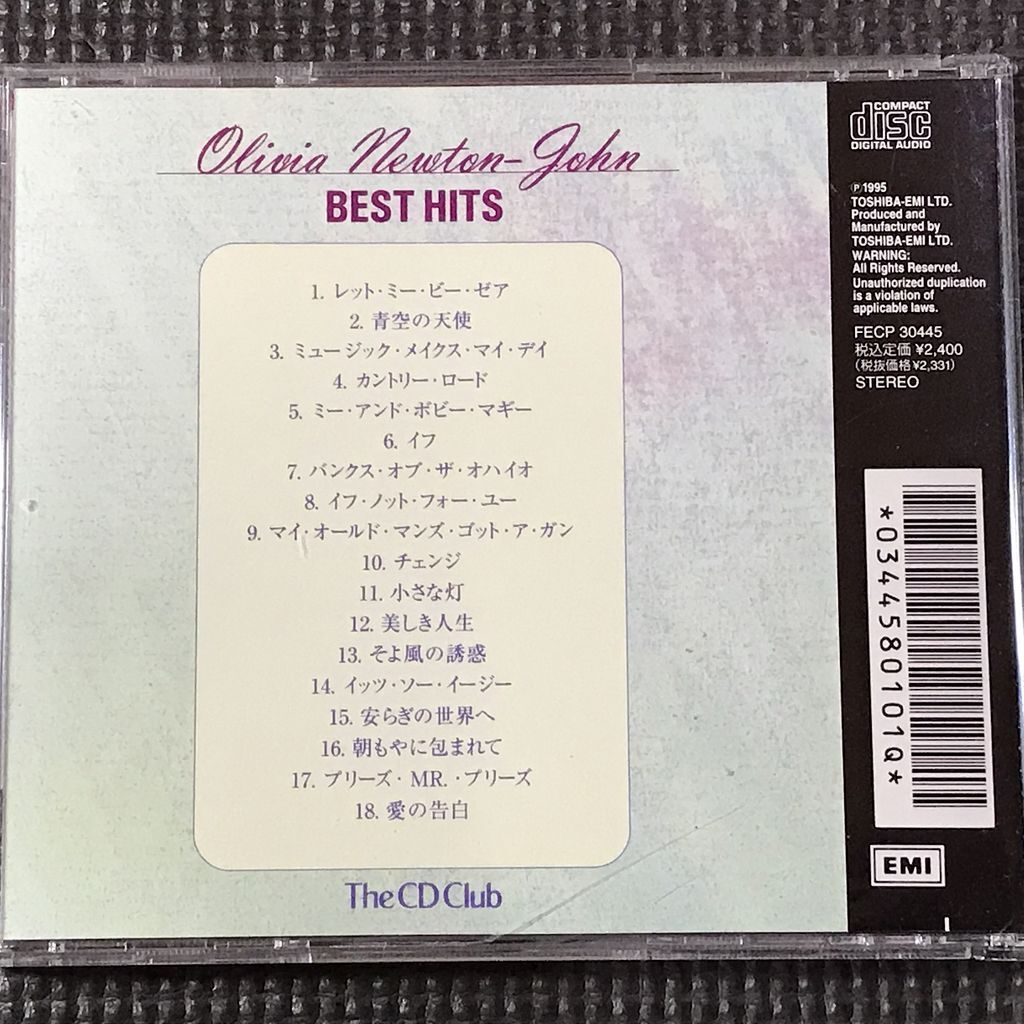 Olivia Newton-John
BEST HITS
1. レット・ミー・ビー・ゼア
2. 青空の天使
3. ミュージック・メイクス・マイ・デイ
4. カントリー・ロード
5. ミー・アンド・ボビー・マギー
6. イフ
7. バンクス・オブ・ザ・オハイオ
8. イフ・ノット・フォー・ユー
9. マイ・オールド・マンズ・ゴット・ア・ガン
10. チェンジ
11. 小さな灯
12. 美しき人生
13. そよ風の誘惑
14. イッツ・ソー・イージー
15. 安らぎの世界へ
16. 朝もやに包まれて
17. プリーズ・MR.・プリーズ
18. 愛の告白
The CD Club
COMPACT
disc
DIGITAL AUDIO
Ⓟ1995
TOSHIBA-EMI LTD.
Produced and
Manufactured by
TOSHIBA-EMI LTD.
WARNING:
All Rights Reserved.
Unauthorized duplication
is a violation of
applicable laws.
FECP 30445
税込定価 ¥2,400
(税抜価格 ¥2,331)
STEREO
*0344580101Q*
EMI